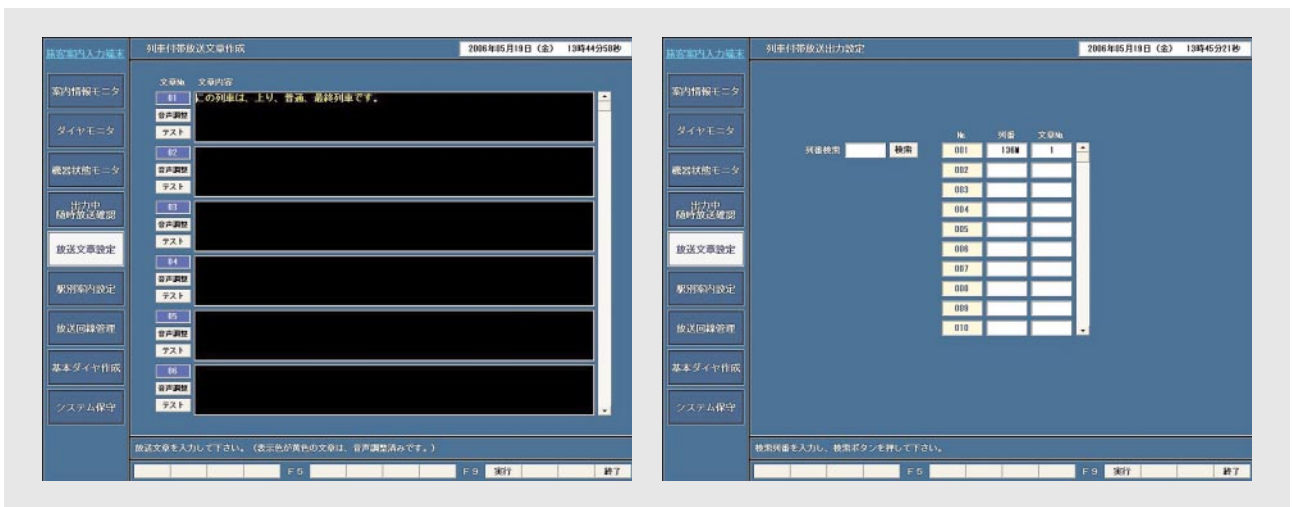 旅客案内入力端末
列車付帯放送文章作成
2006年05月19日（金） 13時44分58秒
案内情報モニタ
ダイヤモニタ
機器状態モニタ
出力中
随時放送確認
放送文章設定
駅別案内設定
放送回線管理
基本ダイヤ作成
システム保守
文章№ 文章内容
01 この列車は、上り、普通、最終列車です。
音声調整
テスト
02
音声調整
テスト
03
音声調整
テスト
04
音声調整
テスト
05
音声調整
テスト
06
音声調整
テスト
放送文章を入力して下さい。（表示色が黄色の文章は、音声調整済みです。）
F5 F9 実行 終了
旅客案内入力端末
列車付帯放送出力設定
2006年05月19日（金） 13時45分21秒
案内情報モニタ
ダイヤモニタ
機器状態モニタ
出力中
随時放送確認
放送文章設定
駅別案内設定
放送回線管理
基本ダイヤ作成
システム保守
列番検索 検索
№ 列番 文章№
001 136M 1
002
003
004
005
006
007
008
009
010
検索列番を入力し、検索ボタンを押して下さい。
F5 F9 実行 終了